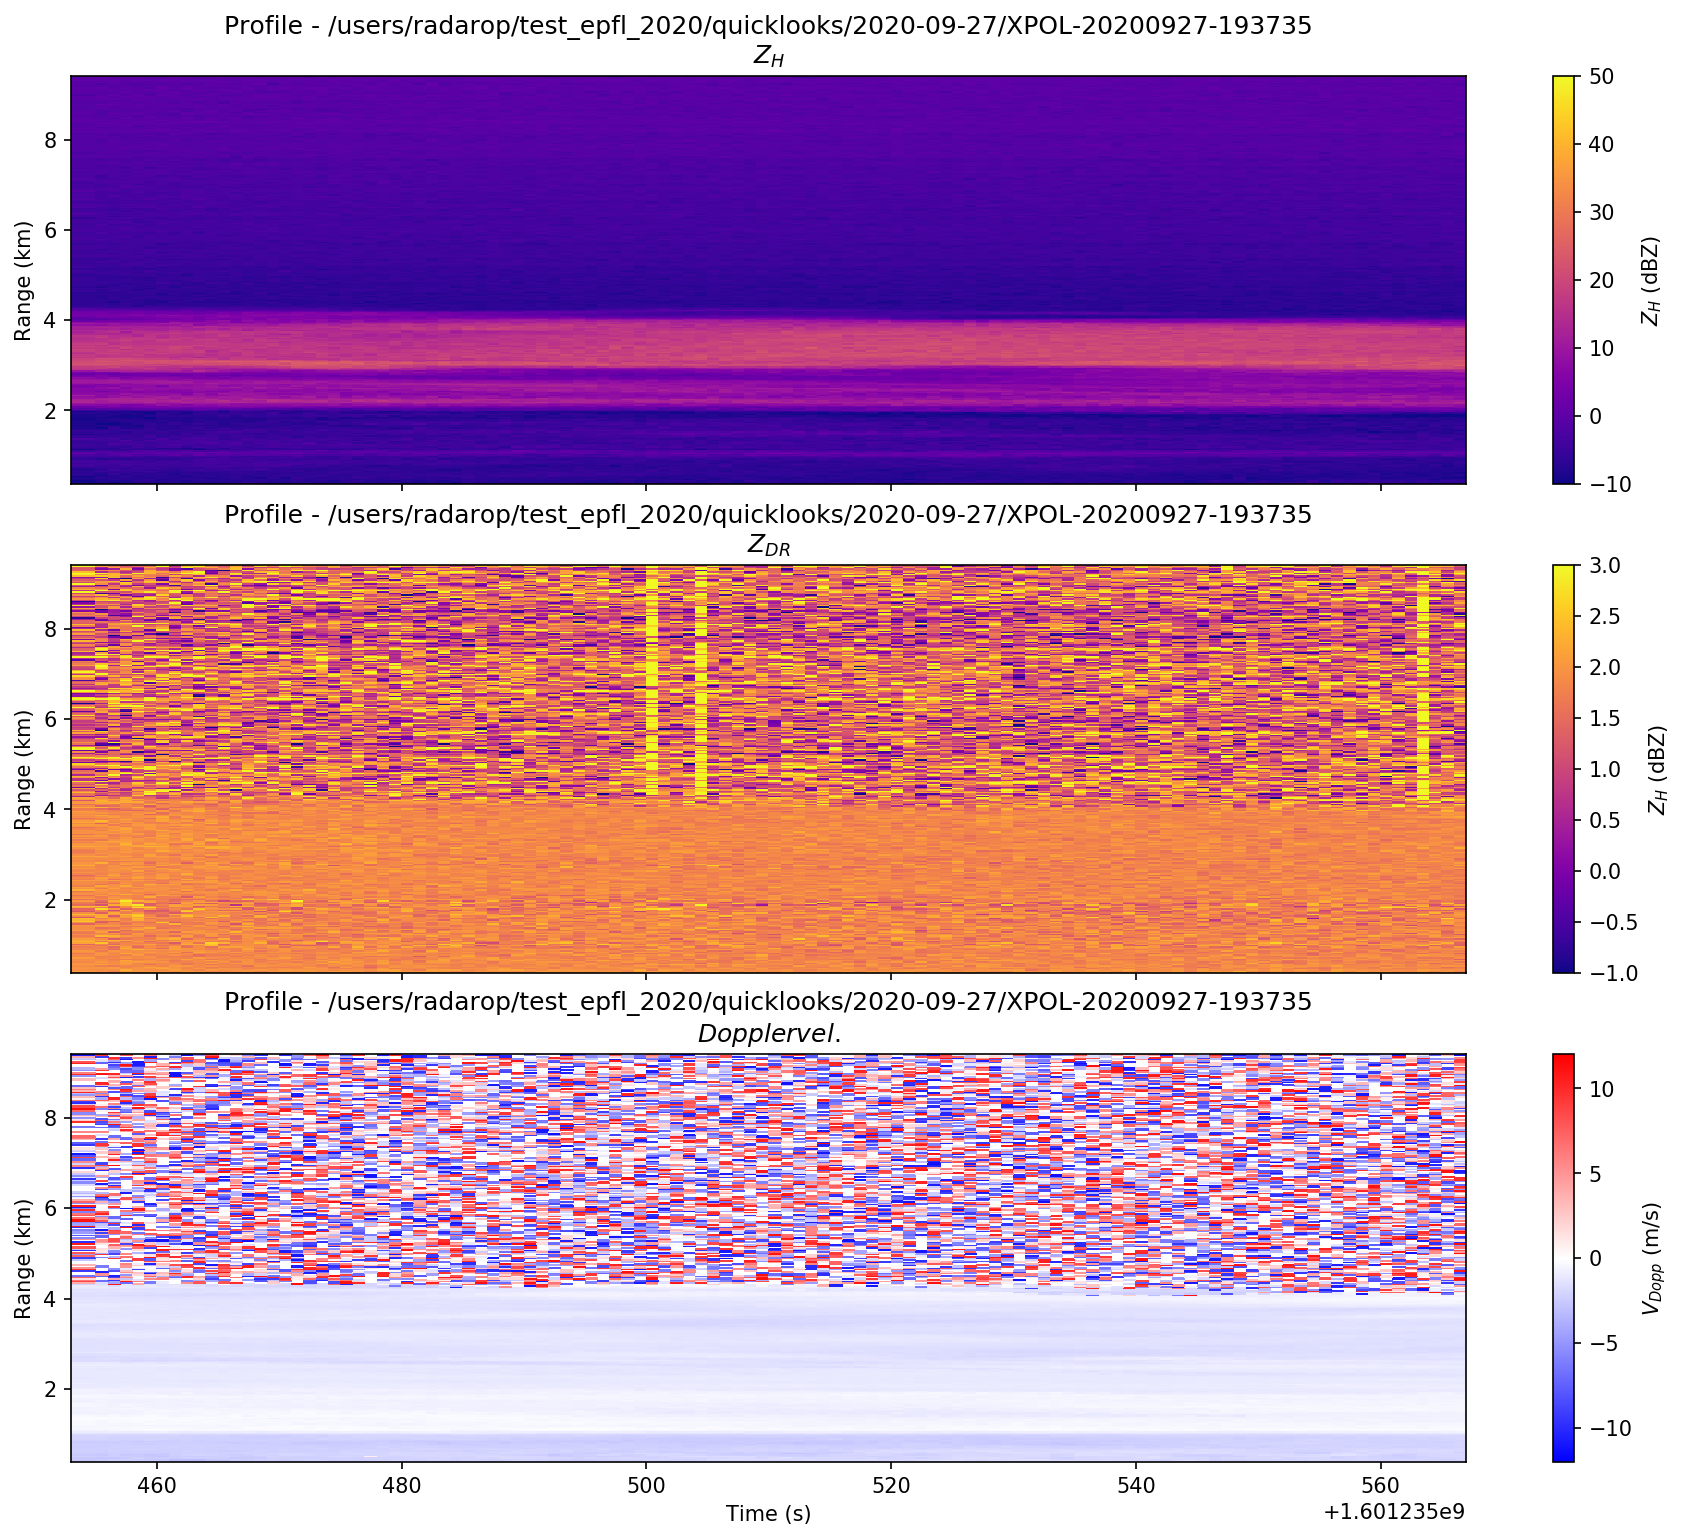 Profile - /users/radarop/test_epfl_2020/quicklooks/2020-09-27/XPOL-20200927-193735
Z_H
Range (km)
8
6
4
2
50
40
30
20
10
0
−10
Z_H (dBZ)
Profile - /users/radarop/test_epfl_2020/quicklooks/2020-09-27/XPOL-20200927-193735
Z_DR
Range (km)
8
6
4
2
3.0
2.5
2.0
1.5
1.0
0.5
0.0
−0.5
−1.0
Z_H (dBZ)
Profile - /users/radarop/test_epfl_2020/quicklooks/2020-09-27/XPOL-20200927-193735
Dopplervel.
Range (km)
8
6
4
2
10
5
0
−5
−10
V_Dopp (m/s)
460 480 500 520 540 560
Time (s)
+1.601235e9